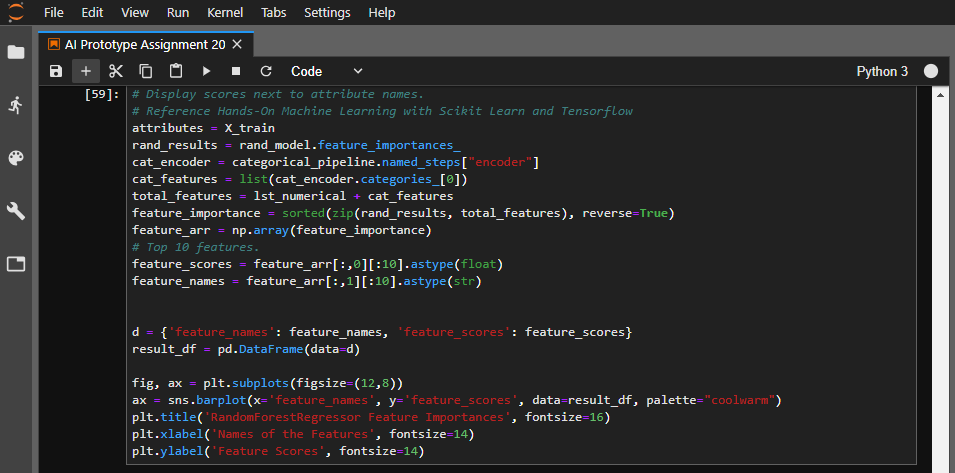 File Edit View Run Kernel Tabs Settings Help
AI Prototype Assignment 20
Code Python 3
[59]: # Display scores next to attribute names.
# Reference Hands-On Machine Learning with Scikit Learn and Tensorflow
attributes = X_train
rand_results = rand_model.feature_importances_
cat_encoder = categorical_pipeline.named_steps["encoder"]
cat_features = list(cat_encoder.categories_[0])
total_features = lst_numerical + cat_features
feature_importance = sorted(zip(rand_results, total_features), reverse=True)
feature_arr = np.array(feature_importance)
# Top 10 features.
feature_scores = feature_arr[:,0][:10].astype(float)
feature_names = feature_arr[:,1][:10].astype(str)
d = {'feature_names': feature_names, 'feature_scores': feature_scores}
result_df = pd.DataFrame(data=d)
fig, ax = plt.subplots(figsize=(12,8))
ax = sns.barplot(x='feature_names', y='feature_scores', data=result_df, palette="coolwarm")
plt.title('RandomForestRegressor Feature Importances', fontsize=16)
plt.xlabel('Names of the Features', fontsize=14)
plt.ylabel('Feature Scores', fontsize=14)